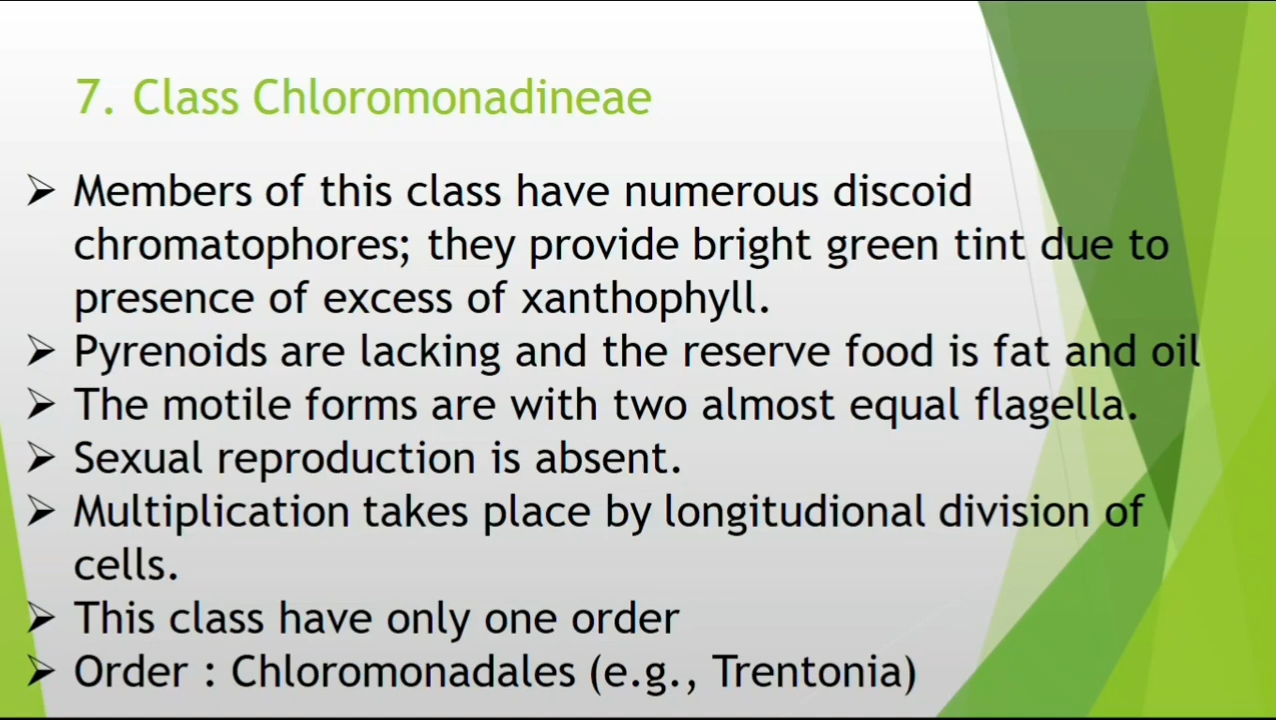 7. Class Chloromonadineae
➢ Members of this class have numerous discoid
chromatophores; they provide bright green tint due to
presence of excess of xanthophyll.
➢ Pyrenoids are lacking and the reserve food is fat and oil
➢ The motile forms are with two almost equal flagella.
➢ Sexual reproduction is absent.
➢ Multiplication takes place by longitudional division of
cells.
➢ This class have only one order
➢ Order : Chloromonadales (e.g., Trentonia)